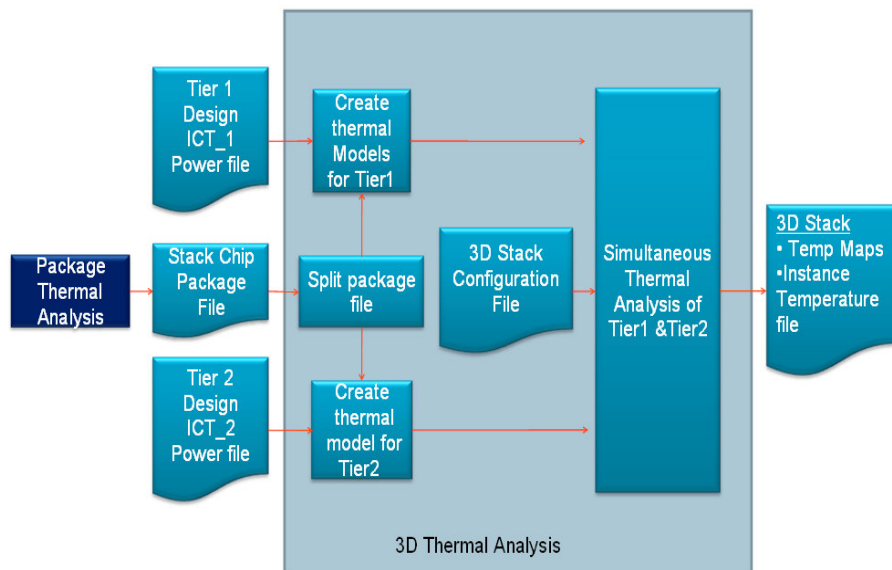 Tier 1
Design
ICT_1
Power file
Create
thermal
Models
for Tier1
Package
Thermal
Analysis
Stack Chip
Package
File
Split package
file
3D Stack
Configuration
File
Simultaneous
Thermal
Analysis of
Tier1 &Tier2
3D Stack
• Temp Maps
•Instance
Temperature
file
Tier 2
Design
ICT_2
Power file
Create
thermal
model for
Tier2
3D Thermal Analysis